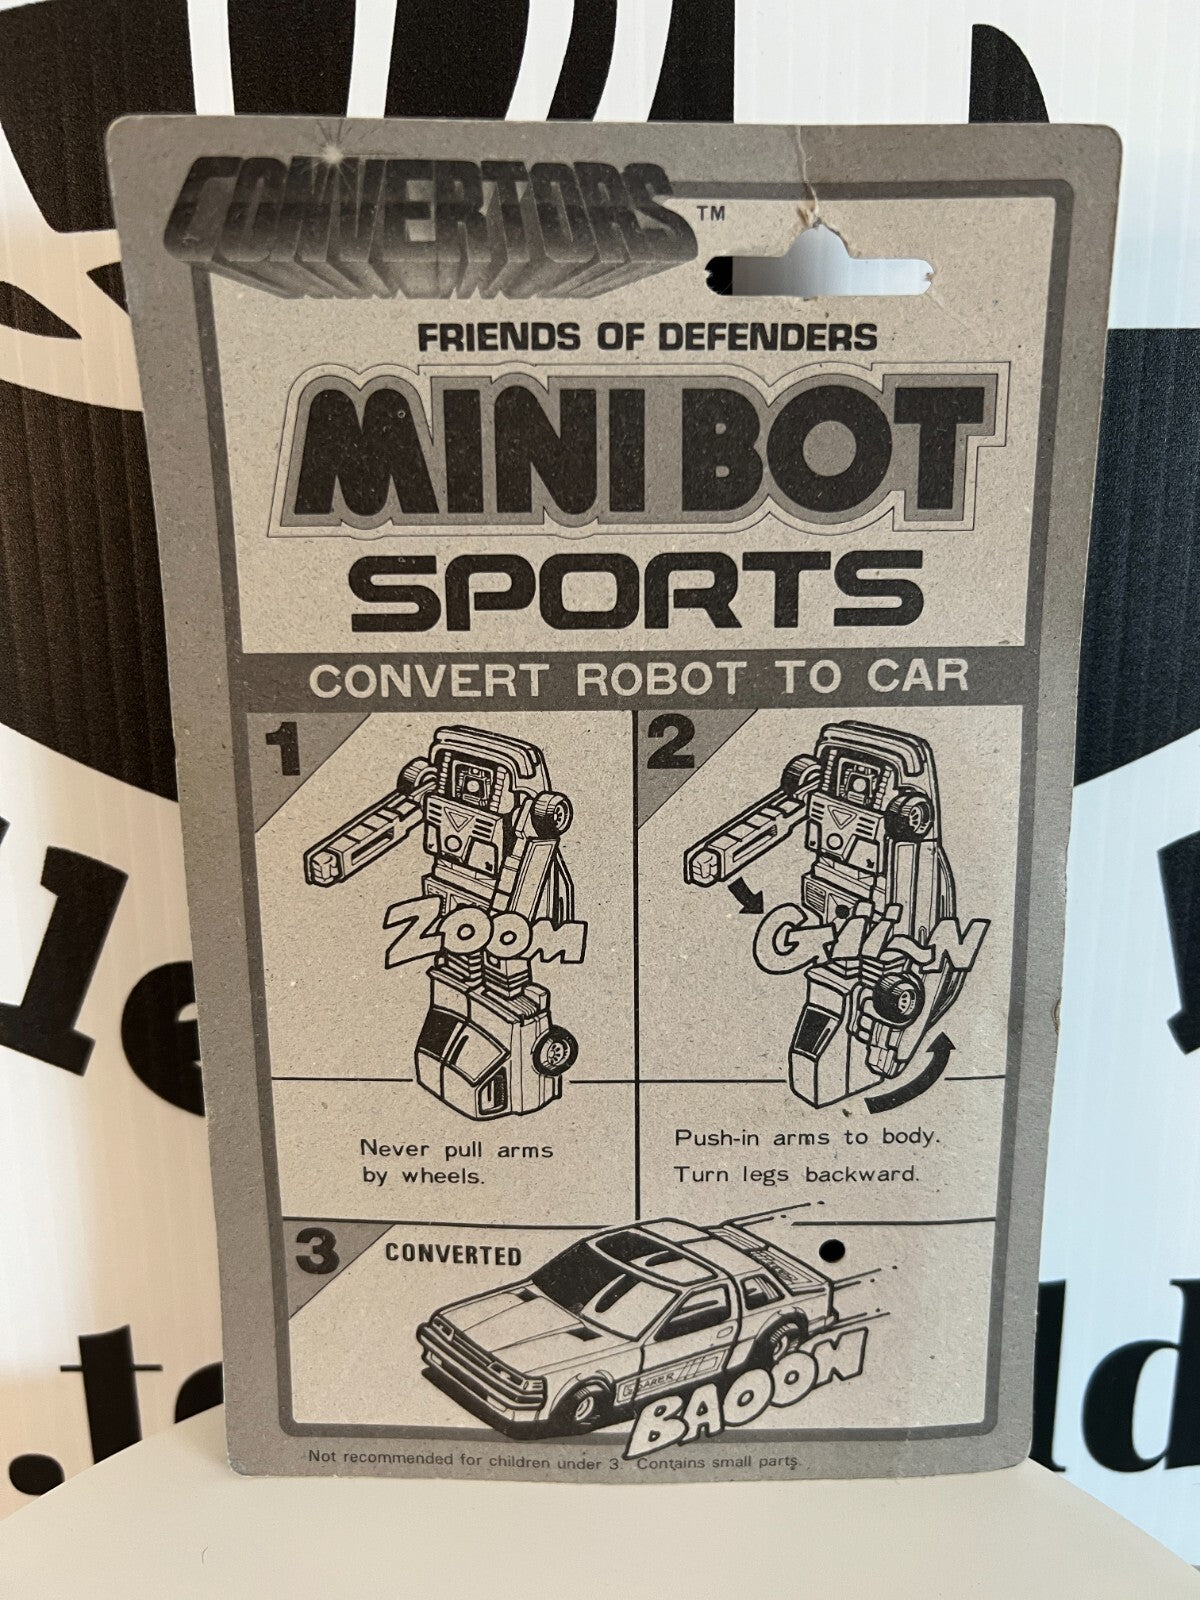 CONVERTORS™
FRIENDS OF DEFENDERS
MINI BOT
SPORTS
CONVERT ROBOT TO CAR
1
ZOOM
Never pull arms
by wheels.
2
Push-in arms to body.
Turn legs backward.
3
CONVERTED
BAOOON
Not recommended for children under 3. Contains small parts.